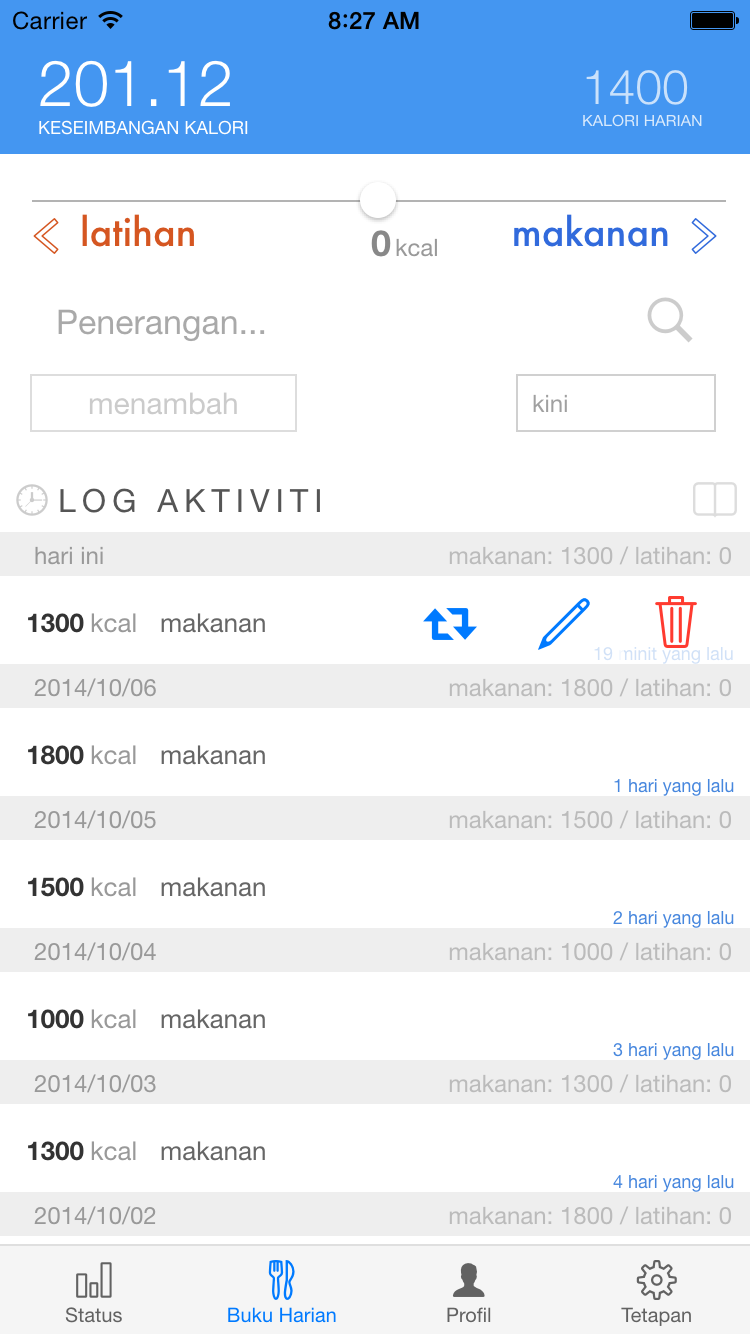 Carrier 8:27 AM
201.12 1400
KESEIMBANGAN KALORI KALORI HARIAN
latihan 0 kcal makanan
Penerangan...
menambah kini
LOG AKTIVITI
hari ini makanan: 1300 / latihan: 0
1300 kcal makanan
19 minit yang lalu
2014/10/06 makanan: 1800 / latihan: 0
1800 kcal makanan
1 hari yang lalu
2014/10/05 makanan: 1500 / latihan: 0
1500 kcal makanan
2 hari yang lalu
2014/10/04 makanan: 1000 / latihan: 0
1000 kcal makanan
3 hari yang lalu
2014/10/03 makanan: 1300 / latihan: 0
1300 kcal makanan
4 hari yang lalu
2014/10/02 makanan: 1800 / latihan: 0
Status Buku Harian Profil Tetapan